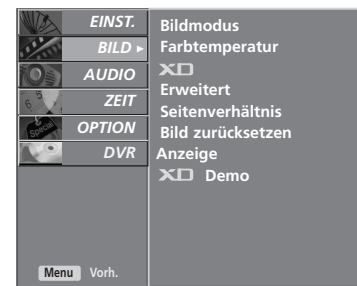 EINST.
BILD ▶
AUDIO
ZEIT
OPTION
DVR
Menu Vorh.
Bildmodus
Farbtemperatur
XD
Erweitert
Seitenverhältnis
Bild zurücksetzen
Anzeige
XD Demo